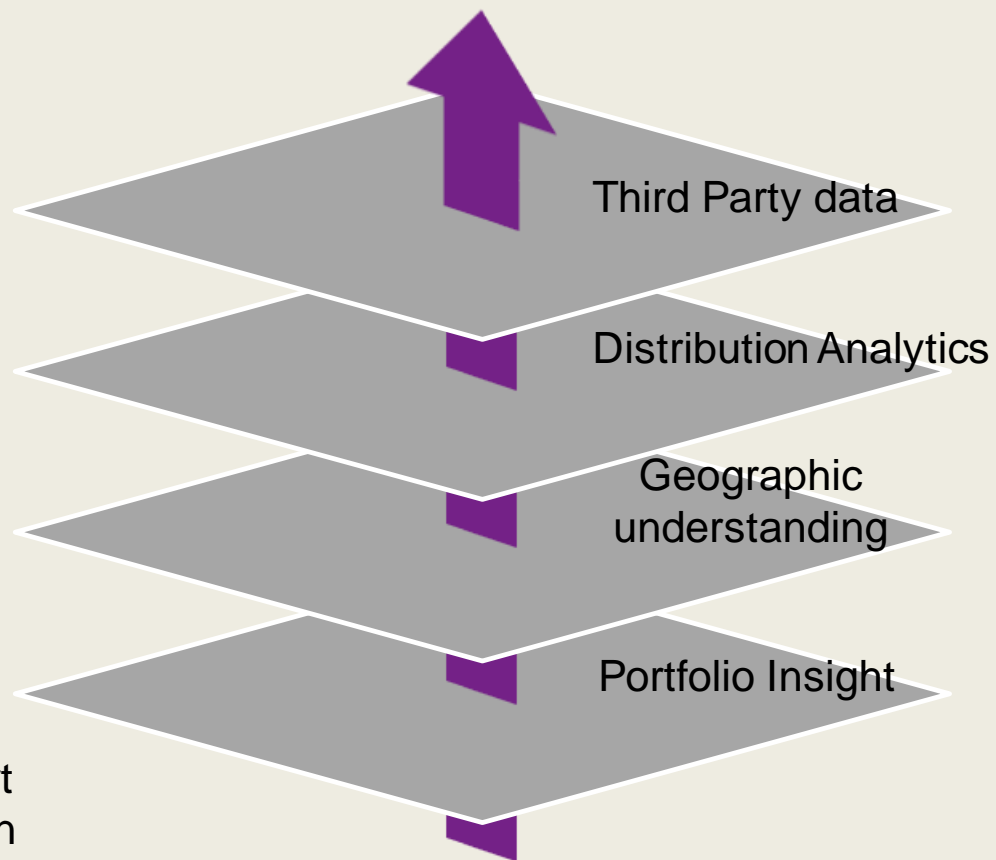 Third Party data
Distribution Analytics
Geographic
understanding
Portfolio Insight